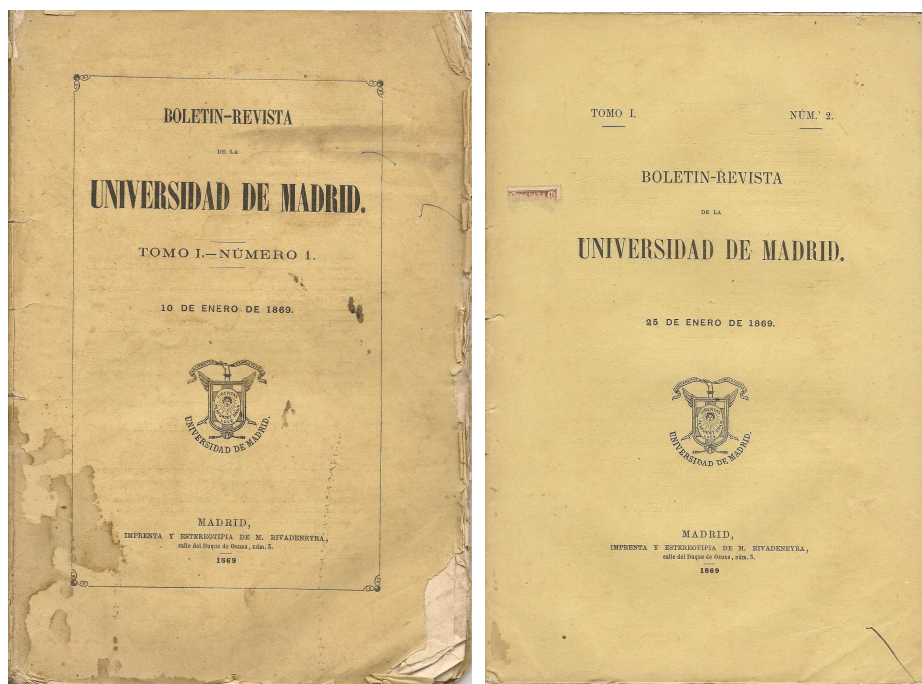 BOLETIN-REVISTA
DE LA
UNIVERSIDAD DE MADRID.
TOMO I.—NÚMERO 1.
10 DE ENERO DE 1869.
UNIVERSIDAD DE MADRID.
MADRID,
IMPRENTA Y ESTEREOTIPIA DE M. RIVADENEYRA,
calle del Duque de Osuna, núm. 3.
1869
TOMO I.
NÚM.º 2.
BOLETIN-REVISTA
DE LA
UNIVERSIDAD DE MADRID.
25 DE ENERO DE 1869.
UNIVERSIDAD DE MADRID.
MADRID,
IMPRENTA Y ESTEREOTIPIA DE M. RIVADENEYRA,
calle del Duque de Osuna, núm. 3.
1869